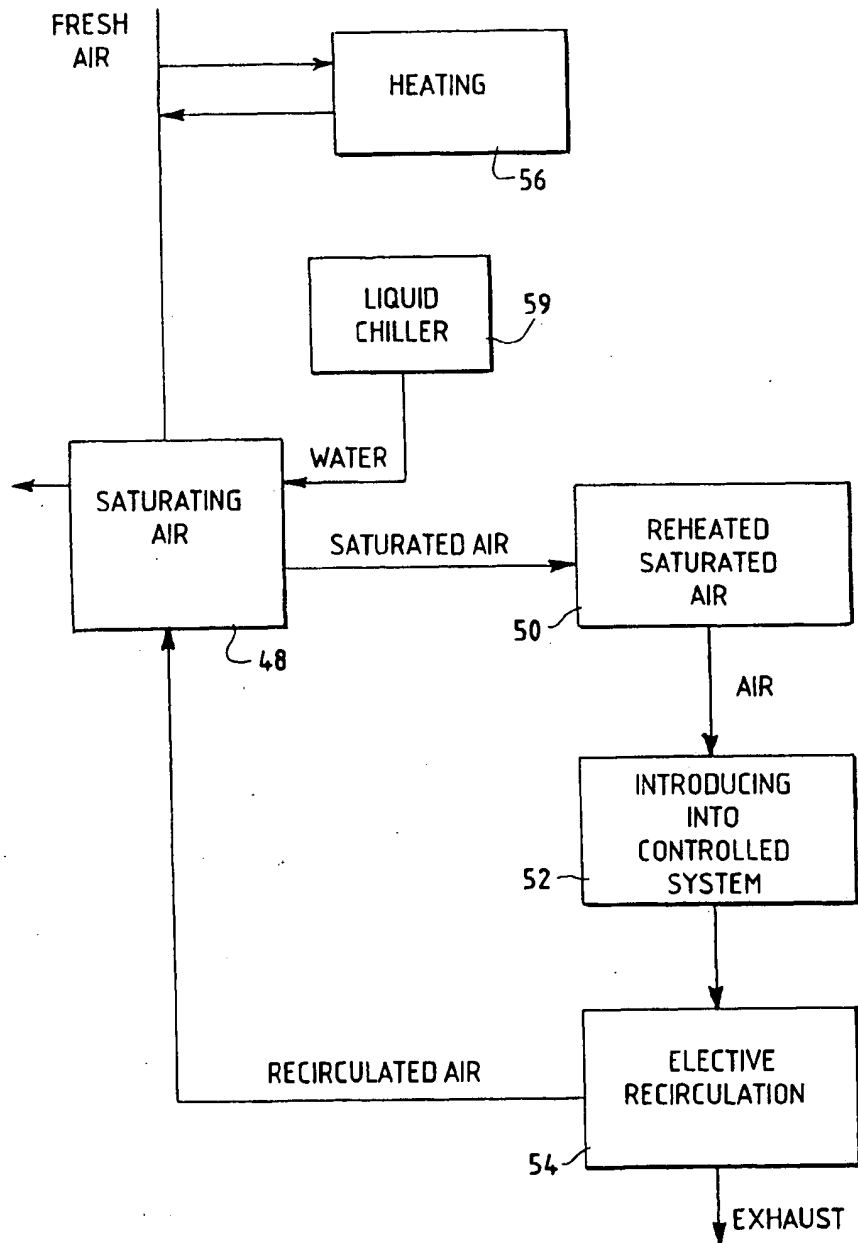 FRESH
AIR
HEATING
56
LIQUID
CHILLER
59
WATER
SATURATING
AIR
48
SATURATED AIR
REHEATED
SATURATED
AIR
50
AIR
INTRODUCING
INTO
CONTROLLED
SYSTEM
52
RECIRCULATED AIR
ELECTIVE
RECIRCULATION
54
EXHAUST